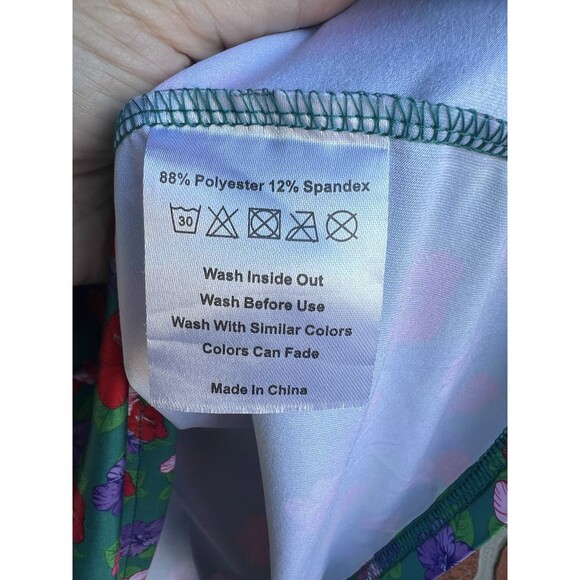 88% Polyester 12% Spandex
30
Wash Inside Out
Wash Before Use
Wash With Similar Colors
Colors Can Fade
Made In China